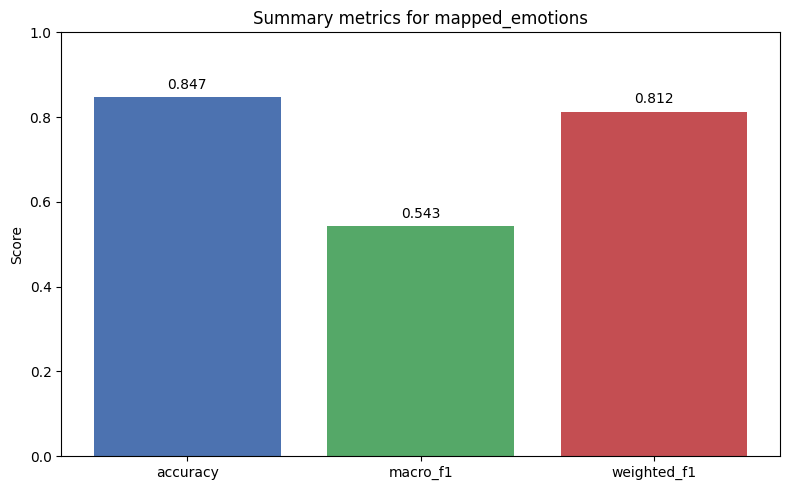 Summary metrics for mapped_emotions
1.0
0.8
0.6
0.4
0.2
0.0
Score
0.847
0.543
0.812
accuracy
macro_f1
weighted_f1